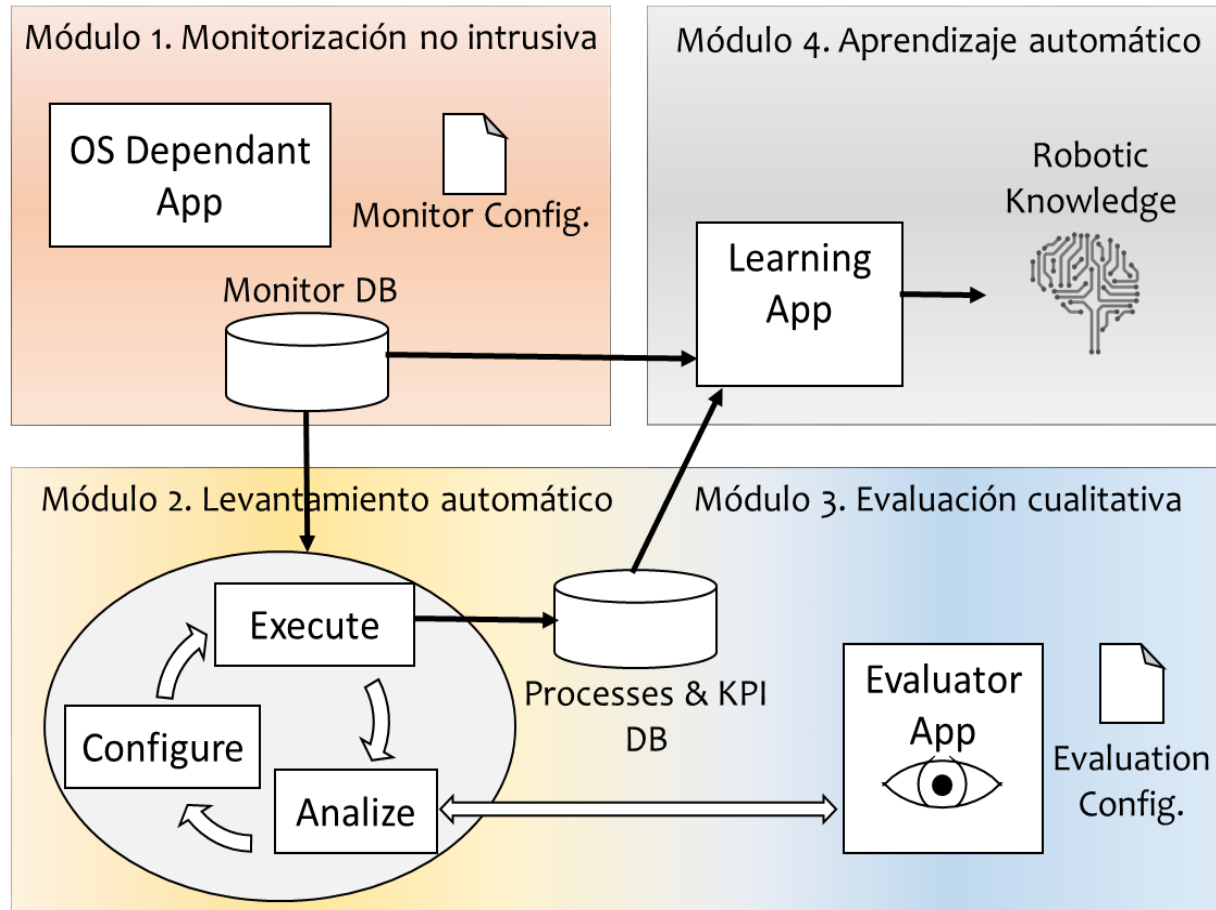 Módulo 1. Monitorización no intrusiva
OS Dependant
App
Monitor Config.
Monitor DB
Módulo 4. Aprendizaje automático
Robotic
Knowledge
Learning
App
Módulo 2. Levantamiento automático
Execute
Configure
Analize
Processes & KPI
DB
Módulo 3. Evaluación cualitativa
Evaluator
App
Evaluation
Config.